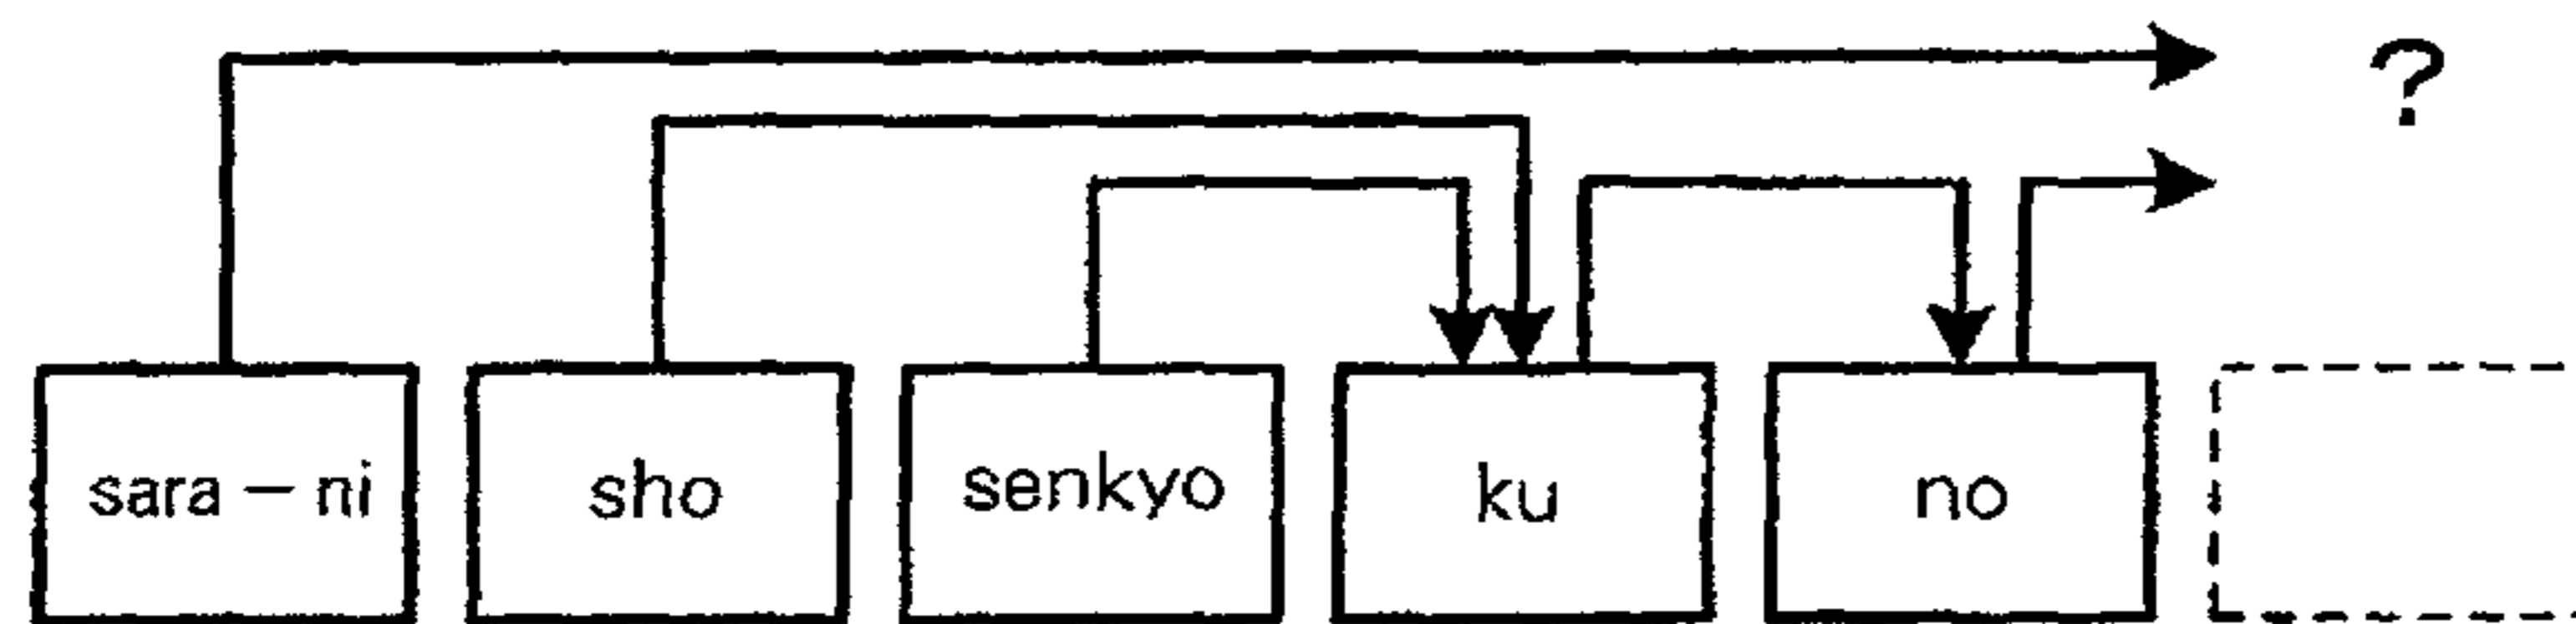 ?
sara – ni sho senkyo ku no